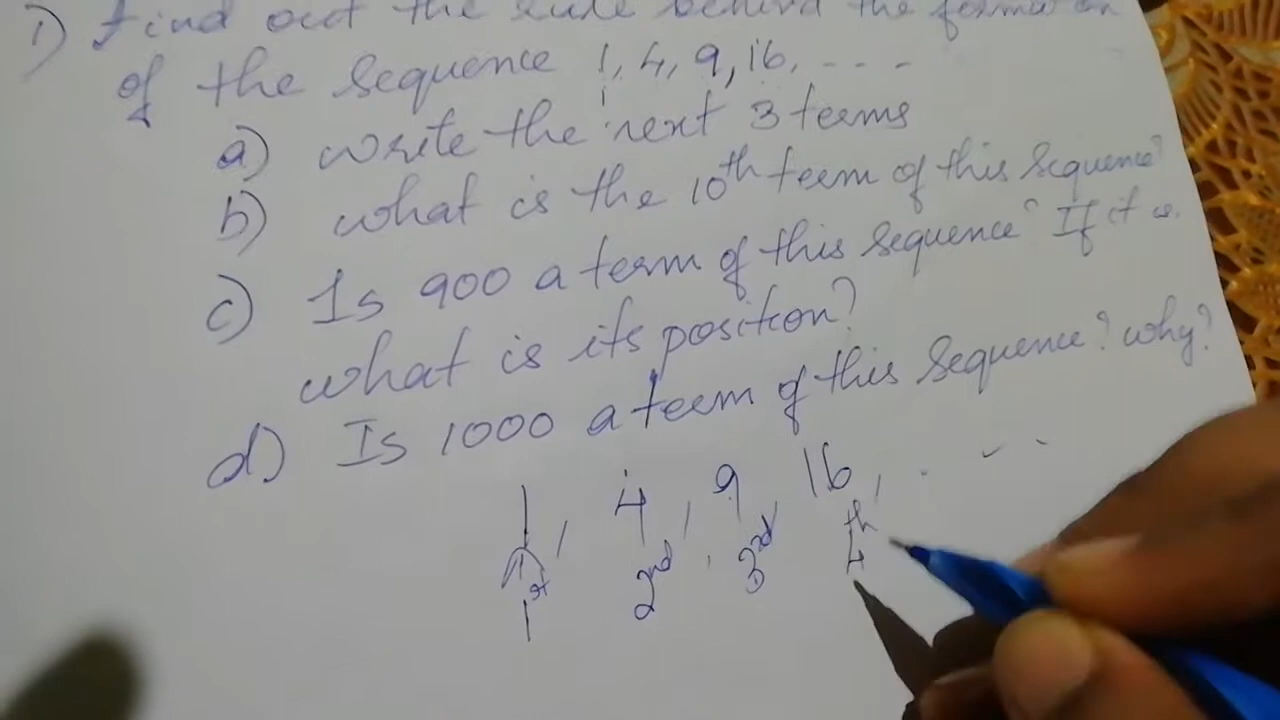 1) Find out the rule behind the formation
of the sequence 1, 4, 9, 16, - - - -
a) write the next 3 terms
b) what is the 10th term of this sequence?
c) Is 900 a term of this sequence? If it is
what is its position?
d) Is 1000 a term of this sequence? why?
1, 4, 9, 16, . - - -
1st 2nd, 3rd 4th